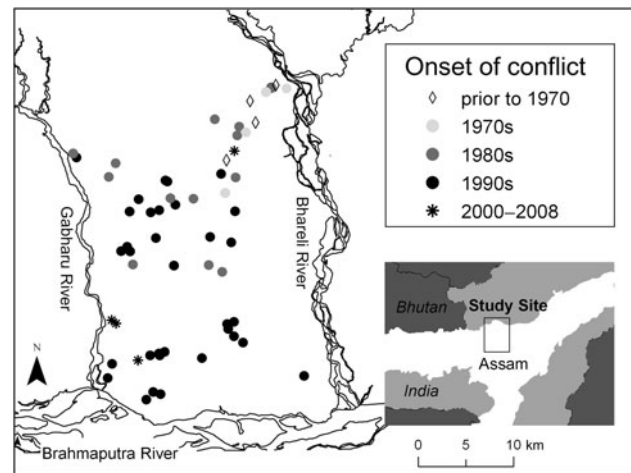 Onset of conflict
prior to 1970
1970s
1980s
1990s
2000–2008
Gabharu River
Bhareli River
Bhutan
Study Site
Assam
India
N
Brahmaputra River
0 5 10 km